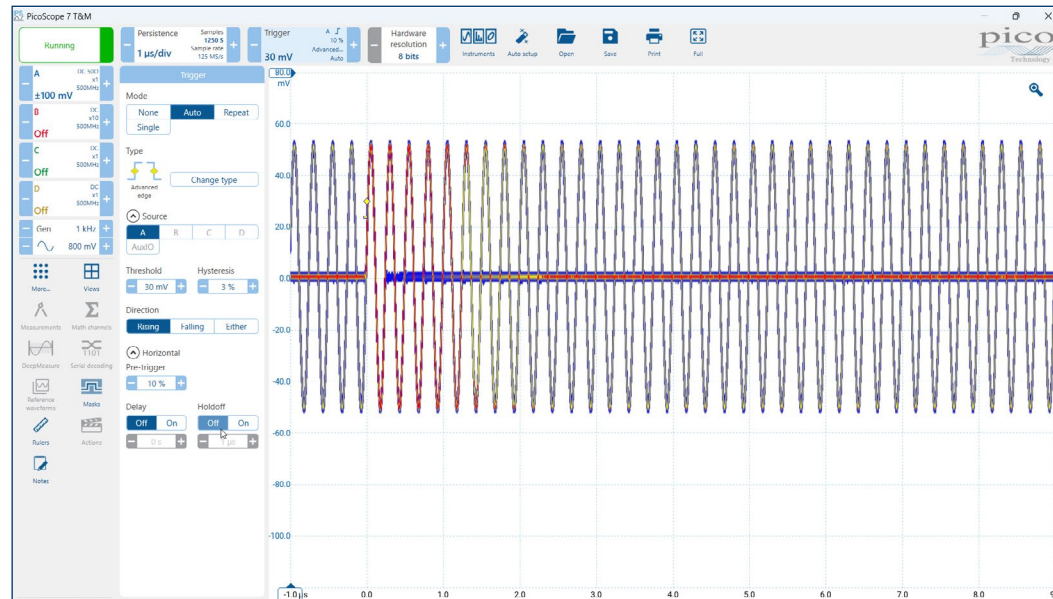 PicoScope 7 T&M
Running
Persistence
1 µs/div
Samples
1250 S
Sample rate
125 MS/s
Trigger
30 mV
A
10 %
Advanced...
Auto
Hardware
resolution
8 bits
Instruments
Auto setup
Open
Save
Print
Full
pico
Technology
A
x1
500MHz
±100 mV
B
x10
500MHz
Off
C
x1
500MHz
Off
D
DC
x1
500MHz
Off
Gen
1 kHz
800 mV
More...
Views
Measurements
Math channels
DeepMeasure
Serial decoding
Reference
waveforms
Masks
Rulers
Actions
Notes
Trigger
Mode
None
Auto
Repeat
Single
Type
Advanced
edge
Change type
Source
A
B
C
D
AuxIO
Threshold
Hysteresis
30 mV
3 %
Direction
Rising
Falling
Either
Horizontal
Pre-trigger
10 %
Delay
Holdoff
Off
On
Off
On
0 s
1 µs
80.0
mV
60.0
40.0
20.0
0.0
-20.0
-40.0
-60.0
-80.0
-100.0
-1.0 µs
0.0
1.0
2.0
3.0
4.0
5.0
6.0
7.0
8.0